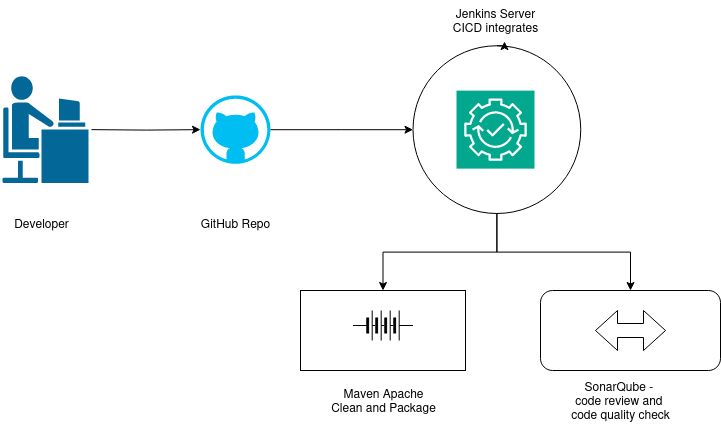 Jenkins Server
CICD integrates
Developer
GitHub Repo
Maven Apache
Clean and Package
SonarQube -
code review and
code quality check